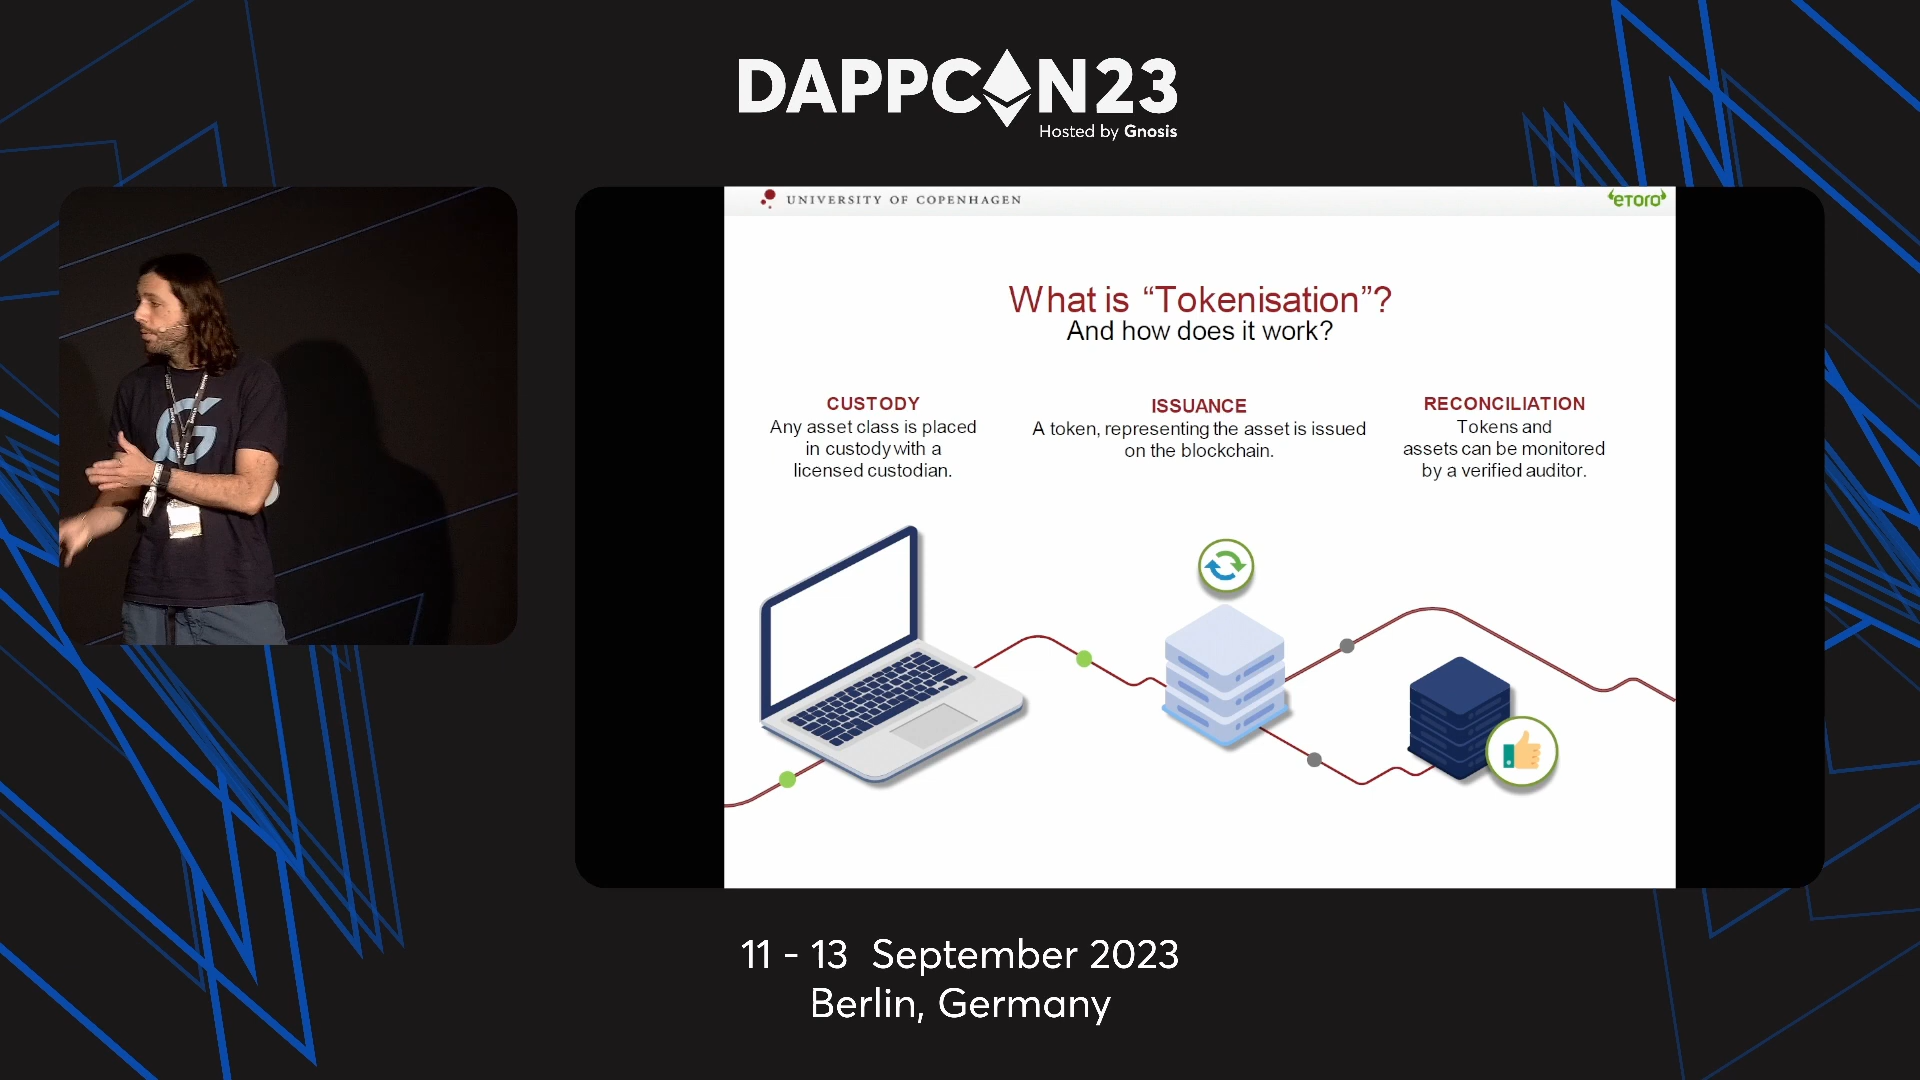 DAPPCON23
Hosted by Gnosis
UNIVERSITY OF COPENHAGEN
eToro
What is “Tokenisation”?
And how does it work?
CUSTODY
Any asset class is placed
in custody with a
licensed custodian.
ISSUANCE
A token, representing the asset is issued
on the blockchain.
RECONCILIATION
Tokens and
assets can be monitored
by a verified auditor.
11 - 13 September 2023
Berlin, Germany